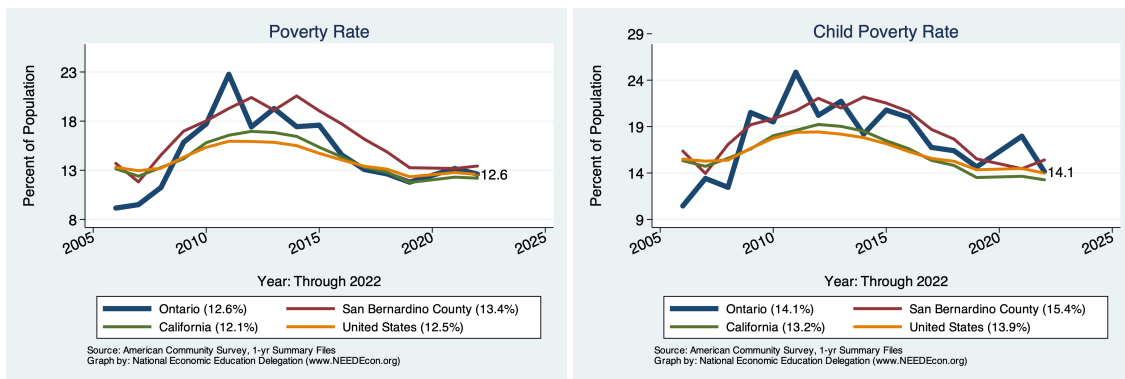 Poverty Rate
Percent of Population
23
18
13
8
12.6
2005
2010
2015
2020
2025
Year: Through 2022
Ontario (12.6%)
San Bernardino County (13.4%)
California (12.1%)
United States (12.5%)
Source: American Community Survey, 1-yr Summary Files
Graph by: National Economic Education Delegation (www.NEEDEcon.org)
Child Poverty Rate
Percent of Population
29
24
19
14
9
14.1
2005
2010
2015
2020
2025
Year: Through 2022
Ontario (14.1%)
San Bernardino County (15.4%)
California (13.2%)
United States (13.9%)
Source: American Community Survey, 1-yr Summary Files
Graph by: National Economic Education Delegation (www.NEEDEcon.org)